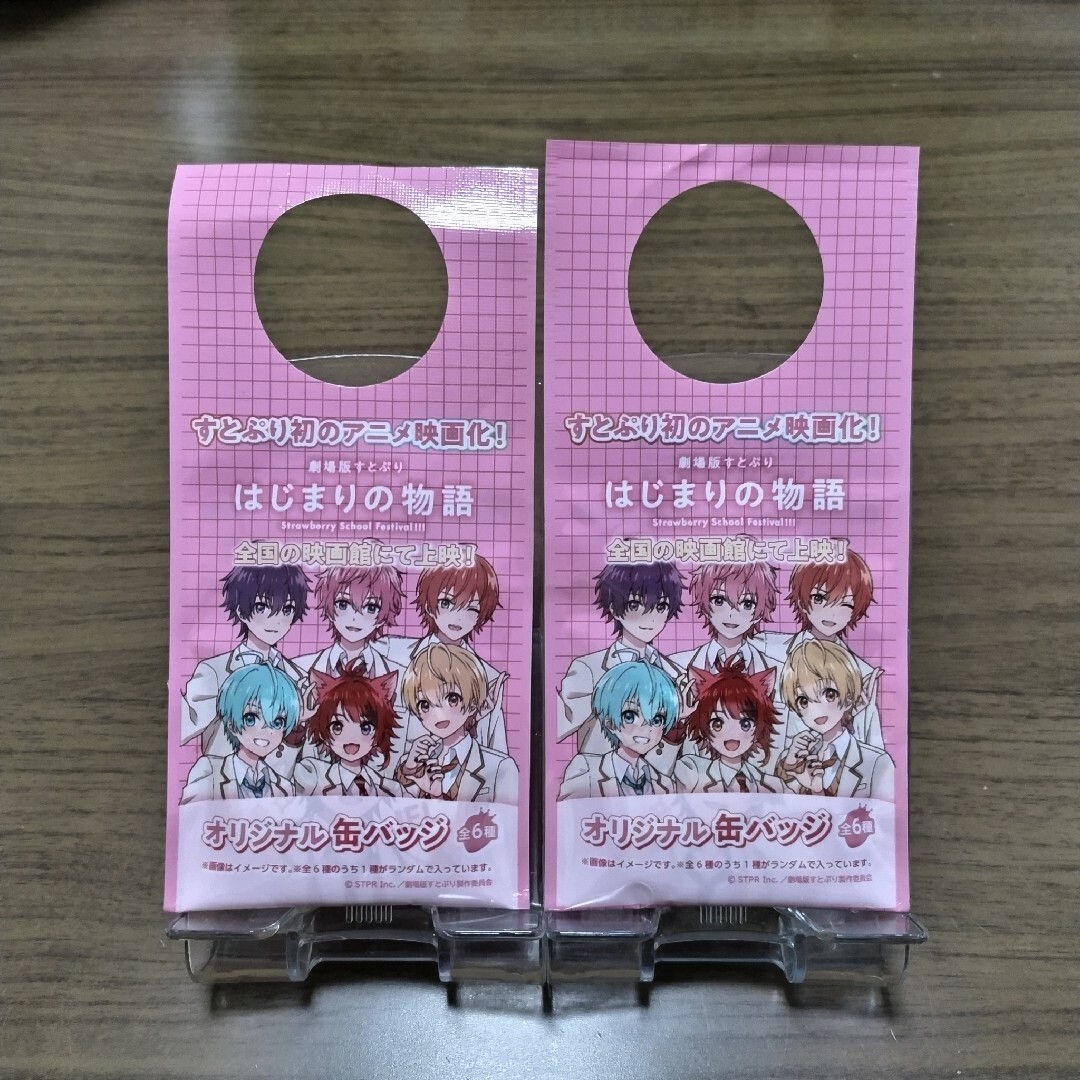 すとぷり初のアニメ映画化!
劇場版すとぷり
はじまりの物語
Strawberry School Festival!!!
全国の映画館にて上映!
オリジナル缶バッジ 全6種
※画像はイメージです。※全6種のうち1種がランダムで入っています。
© STPR Inc. /劇場版すとぷり製作委員会
すとぷり初のアニメ映画化!
劇場版すとぷり
はじまりの物語
Strawberry School Festival!!!
全国の映画館にて上映!
オリジナル缶バッジ 全6種
※画像はイメージです。※全6種のうち1種がランダムで入っています。
© STPR Inc. /劇場版すとぷり製作委員会